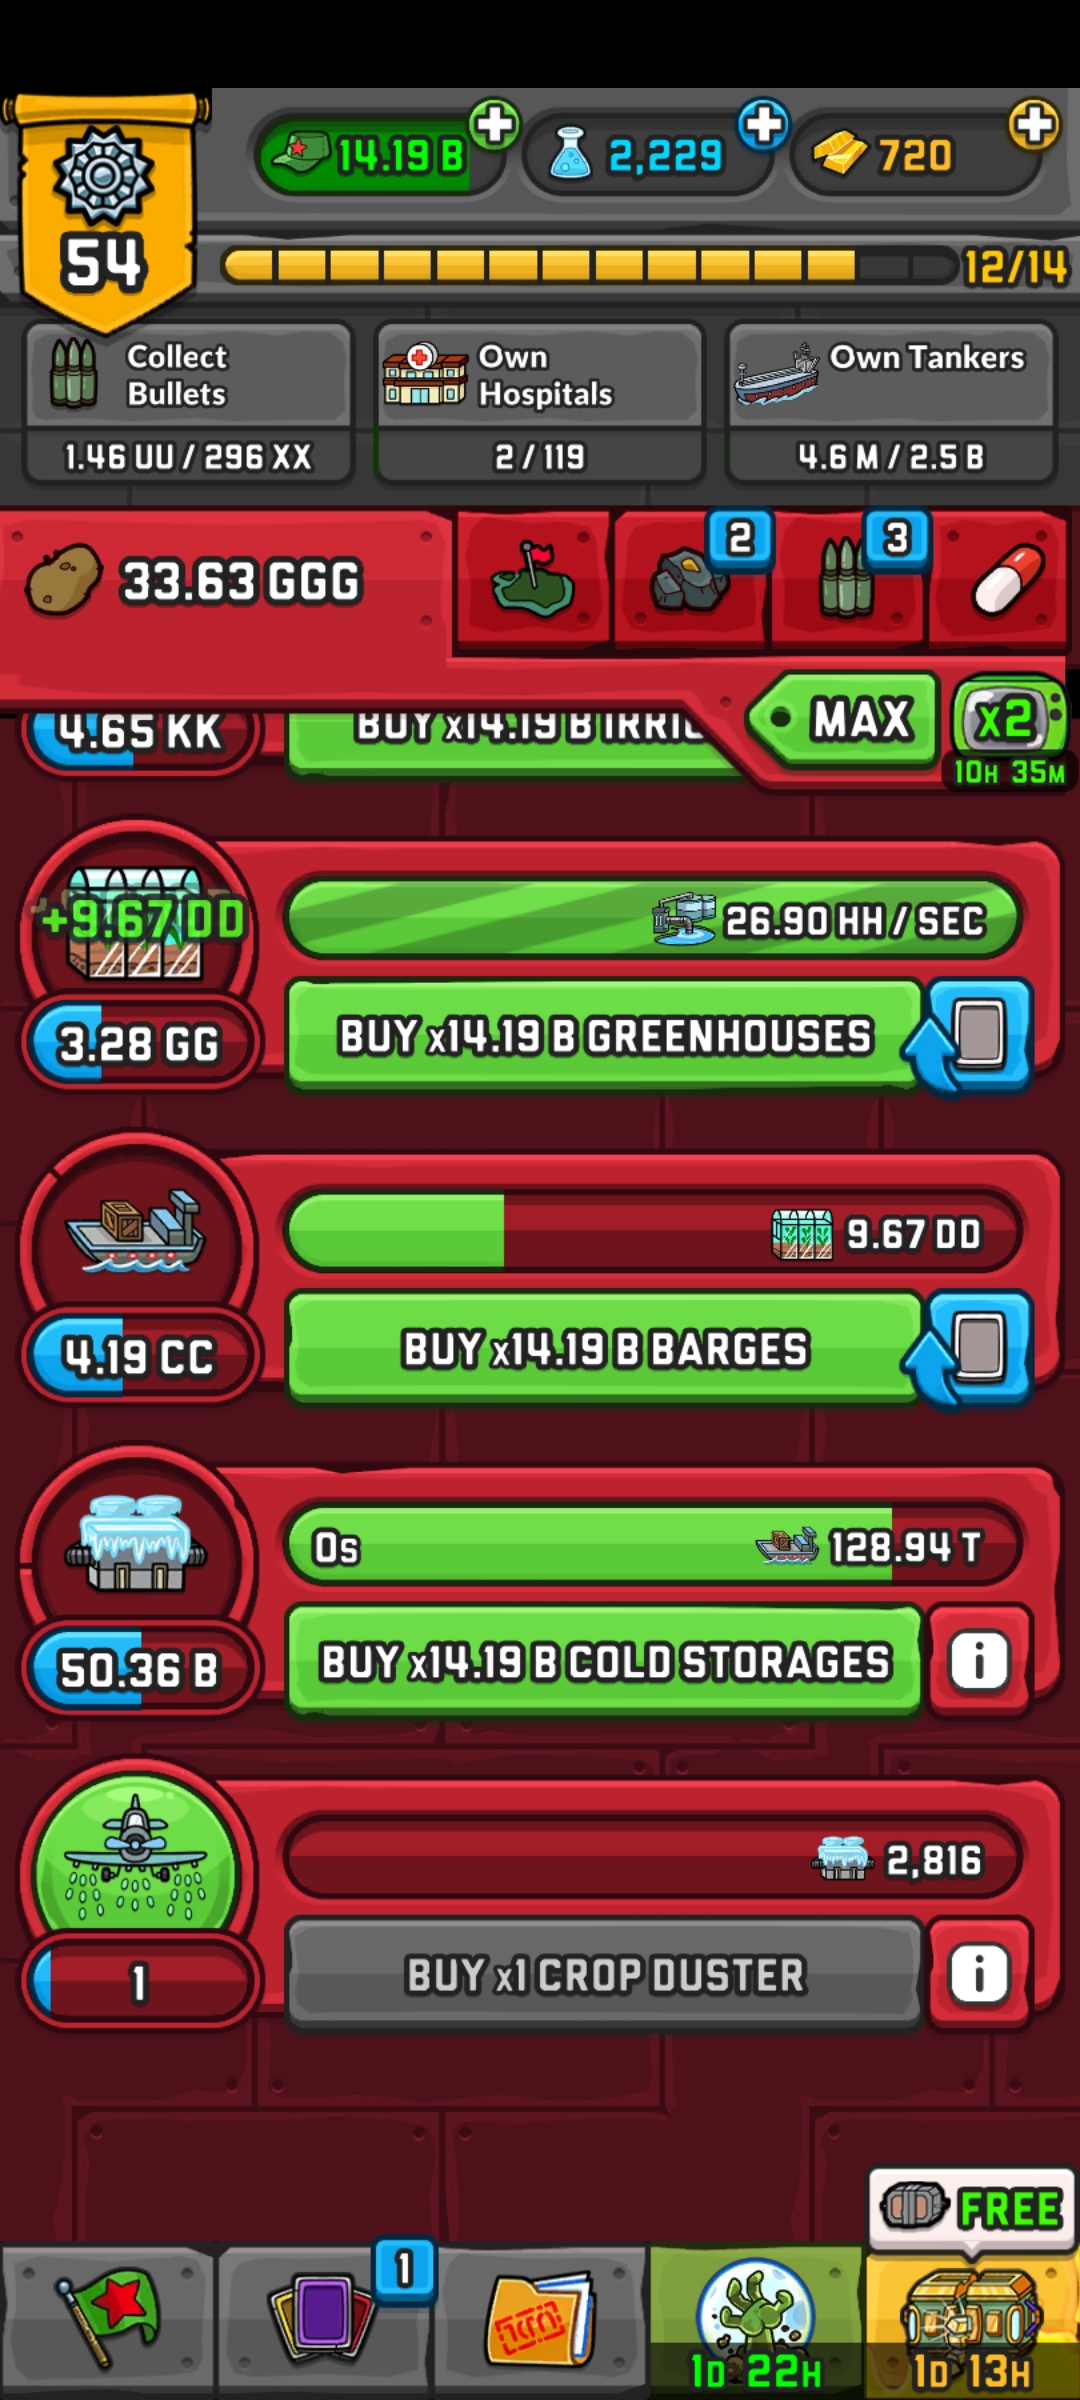 54
14.19 B
2,229
720
12/14
Collect
Bullets
1.46 UU / 296 XX
Own
Hospitals
2 / 119
Own Tankers
4.6 M / 2.5 B
33.63 GGG
2
3
MAX
x2
10H 35M
4.65 KK
BUY x14.19 B
+9.67 DD
26.90 HH / SEC
3.28 GG
BUY x14.19 B GREENHOUSES
9.67 DD
4.19 CC
BUY x14.19 B BARGES
0s
128.94 T
50.36 B
BUY x14.19 B COLD STORAGES
i
2,816
1
BUY x1 CROP DUSTER
i
FREE
1
1D 22H
1D 13H